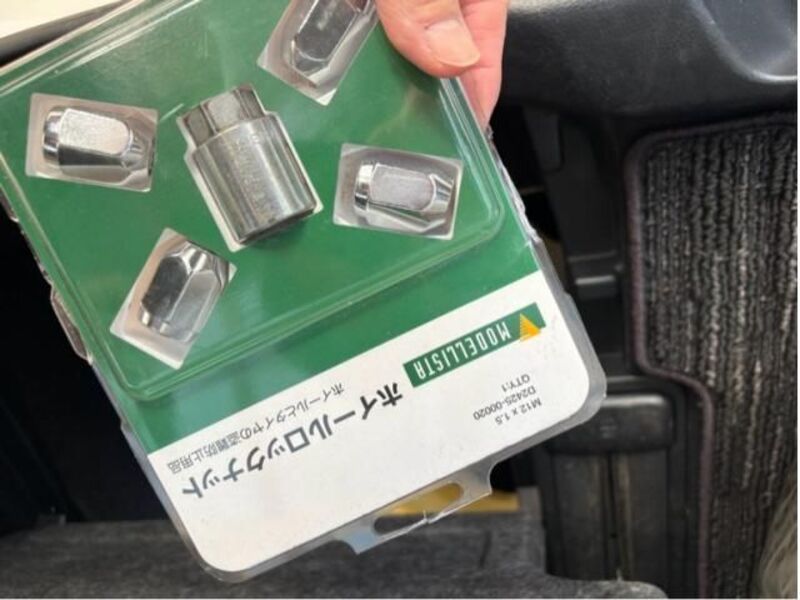 MODELLISTA
ホイールロックナット
ホイールとタイヤの盗難防止用品
M12 x 1.5
D2425-00020
QTY:1